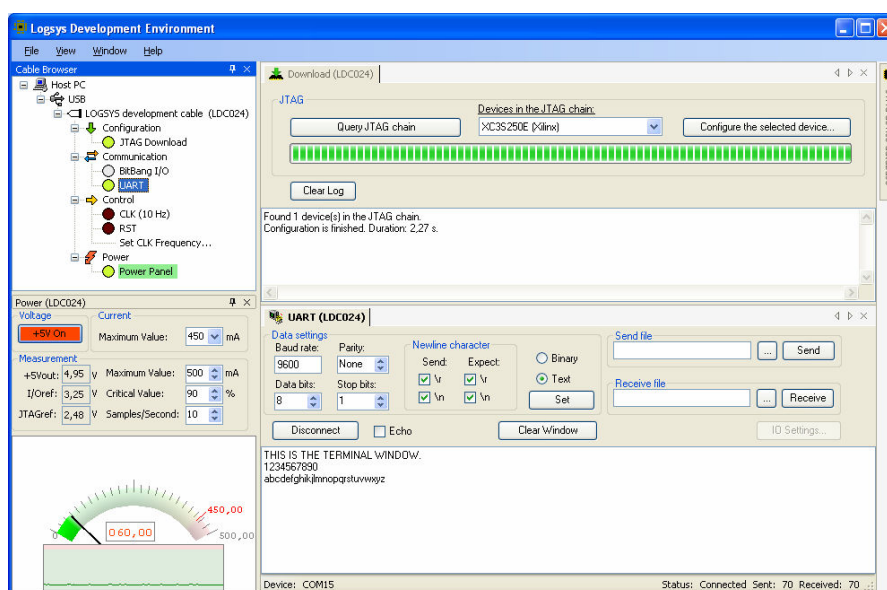 Logsys Development Environment
File View Window Help
Cable Browser
Host PC
USB
LOGSYS development cable (LDC024)
Configuration
JTAG Download
Communication
BitBang I/O
UART
Control
CLK (10 Hz)
RST
Set CLK Frequency...
Power
Power Panel
Power (LDC024)
Voltage
+5V On
Current
Maximum Value: 450 mA
Measurement
+5Vout: 4,95 V Maximum Value: 500 mA
I/Oref: 3,25 V Critical Value: 90 %
JTAGref: 2,48 V Samples/Second: 10
0
450,00
500,00
060,00
Download (LDC024)
JTAG
Devices in the JTAG chain:
Query JTAG chain XC3S250E (Xilinx) Configure the selected device...
Clear Log
Found 1 device(s) in the JTAG chain.
Configuration is finished. Duration: 2,27 s.
UART (LDC024)
Data settings
Baud rate: Parity:
9600 None
Data bits: Stop bits:
8 1
Newline character
Send: Expect:
\r \r
\n \n
Binary
Text
Set
Send file
... Send
Receive file
... Receive
Disconnect Echo Clear Window IO Settings...
THIS IS THE TERMINAL WINDOW.
1234567890
abcdefghikjlmnopqrstuvwxyz
Device: COM15 Status: Connected Sent: 70 Received: 70